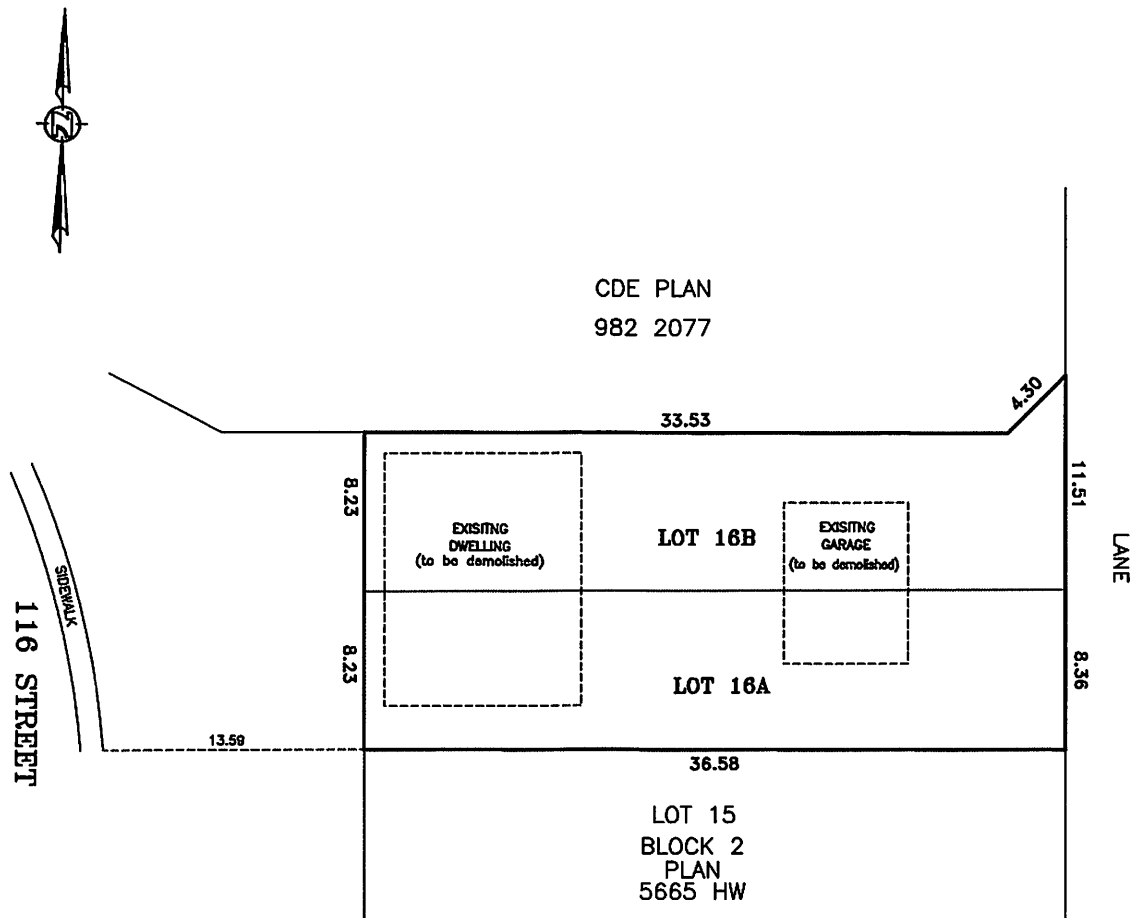 N
CDE PLAN
982 2077
4.30
33.53
8.23
11.51
EXISITNG
DWELLING
(to be demolished)
LOT 16B
EXISITNG
GARAGE
(to be demolished)
LANE
SIDEWALK
116 STREET
8.23
8.36
LOT 16A
13.59
36.58
LOT 15
BLOCK 2
PLAN
5665 HW